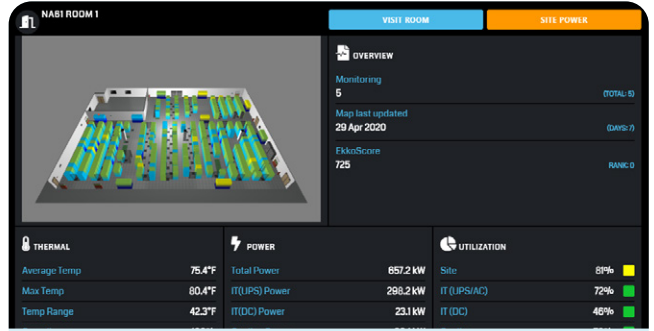 NA61 ROOM 1
VISIT ROOM
SITE POWER
OVERVIEW
Monitoring
5 (TOTAL: 5)
Map last updated
29 Apr 2020 (DAYS: 7)
EkkoScore
725 RANK: 0
THERMAL
Average Temp 75.4°F
Max Temp 80.4°F
Temp Range 42.3°F
POWER
Total Power 657.2 kW
IT(UPS) Power 298.2 kW
IT(DC) Power 23.1 kW
UTILIZATION
Site 81%
IT (UPS/AC) 72%
IT (DC) 46%